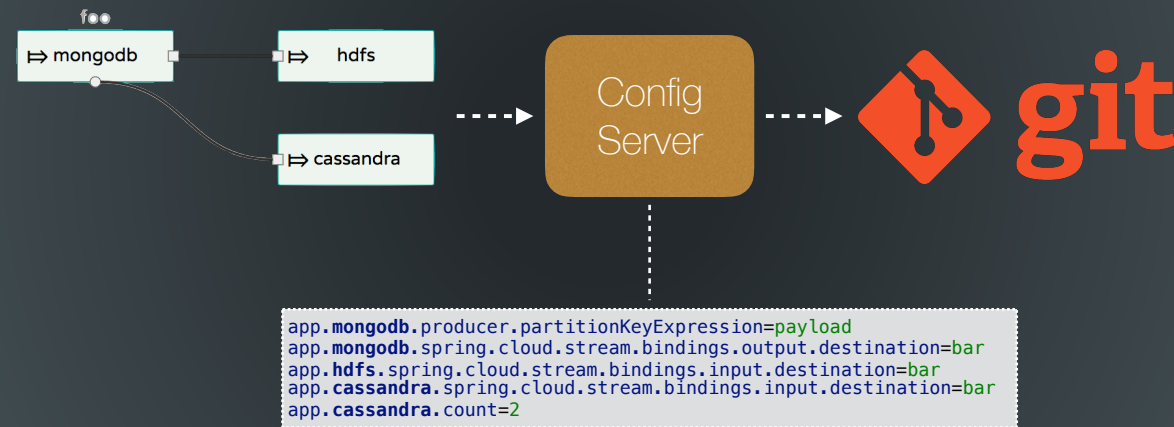 foo
mongodb
hdfs
cassandra
Config
Server
git
app.mongodb.producer.partitionKeyExpression=payload
app.mongodb.spring.cloud.stream.bindings.output.destination=bar
app.hdfs.spring.cloud.stream.bindings.input.destination=bar
app.cassandra.spring.cloud.stream.bindings.input.destination=bar
app.cassandra.count=2